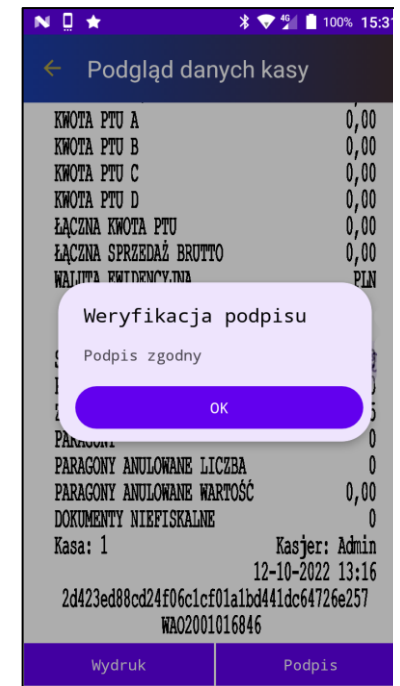 100% 15:31
Podgląd danych kasy
KWOTA PTU A 0,00
KWOTA PTU B 0,00
KWOTA PTU C 0,00
KWOTA PTU D 0,00
ŁĄCZNA KWOTA PTU 0,00
ŁĄCZNA SPRZEDAŻ BRUTTO 0,00
WALUTA EWIDENCYJNA PLN
Weryfikacja podpisu
Podpis zgodny
OK
PARAGONY 0
PARAGONY ANULOWANE LICZBA 0
PARAGONY ANULOWANE WARTOŚĆ 0,00
DOKUMENTY NIEFISKALNE 0
Kasa: 1 Kasjer: Admin
12-10-2022 13:16
2d423ed88cd24f06c1cf01a1bd441dc64726e257
WAO2001016846
Wydruk Podpis